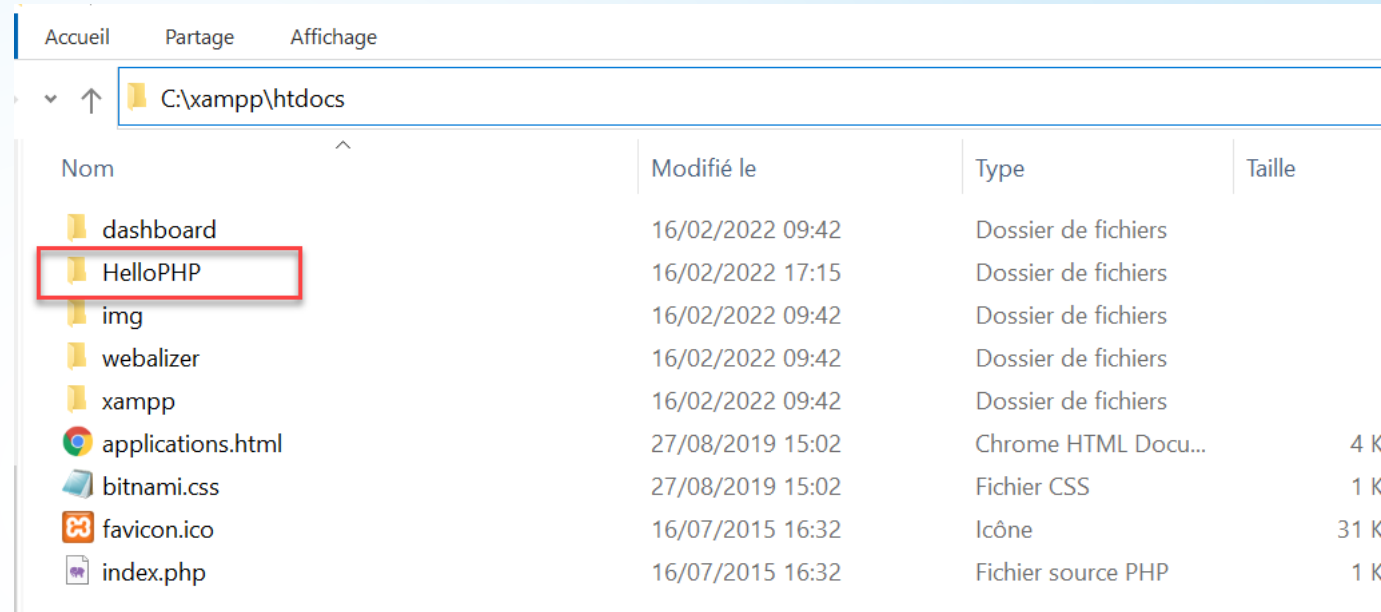 Accueil Partage Affichage
C:\xampp\htdocs
Nom Modifié le Type Taille
dashboard 16/02/2022 09:42 Dossier de fichiers
HelloPHP 16/02/2022 17:15 Dossier de fichiers
img 16/02/2022 09:42 Dossier de fichiers
webalizer 16/02/2022 09:42 Dossier de fichiers
xampp 16/02/2022 09:42 Dossier de fichiers
applications.html 27/08/2019 15:02 Chrome HTML Docu... 4 K
bitnami.css 27/08/2019 15:02 Fichier CSS 1 K
favicon.ico 16/07/2015 16:32 Icône 31 K
index.php 16/07/2015 16:32 Fichier source PHP 1 K